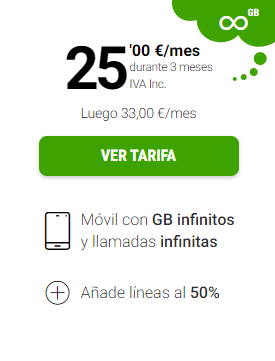 ∞ GB
25'00 €/mes
durante 3 meses
IVA Inc.
Luego 33,00 €/mes
VER TARIFA
Móvil con GB infinitos
y llamadas infinitas
Añade líneas al 50%